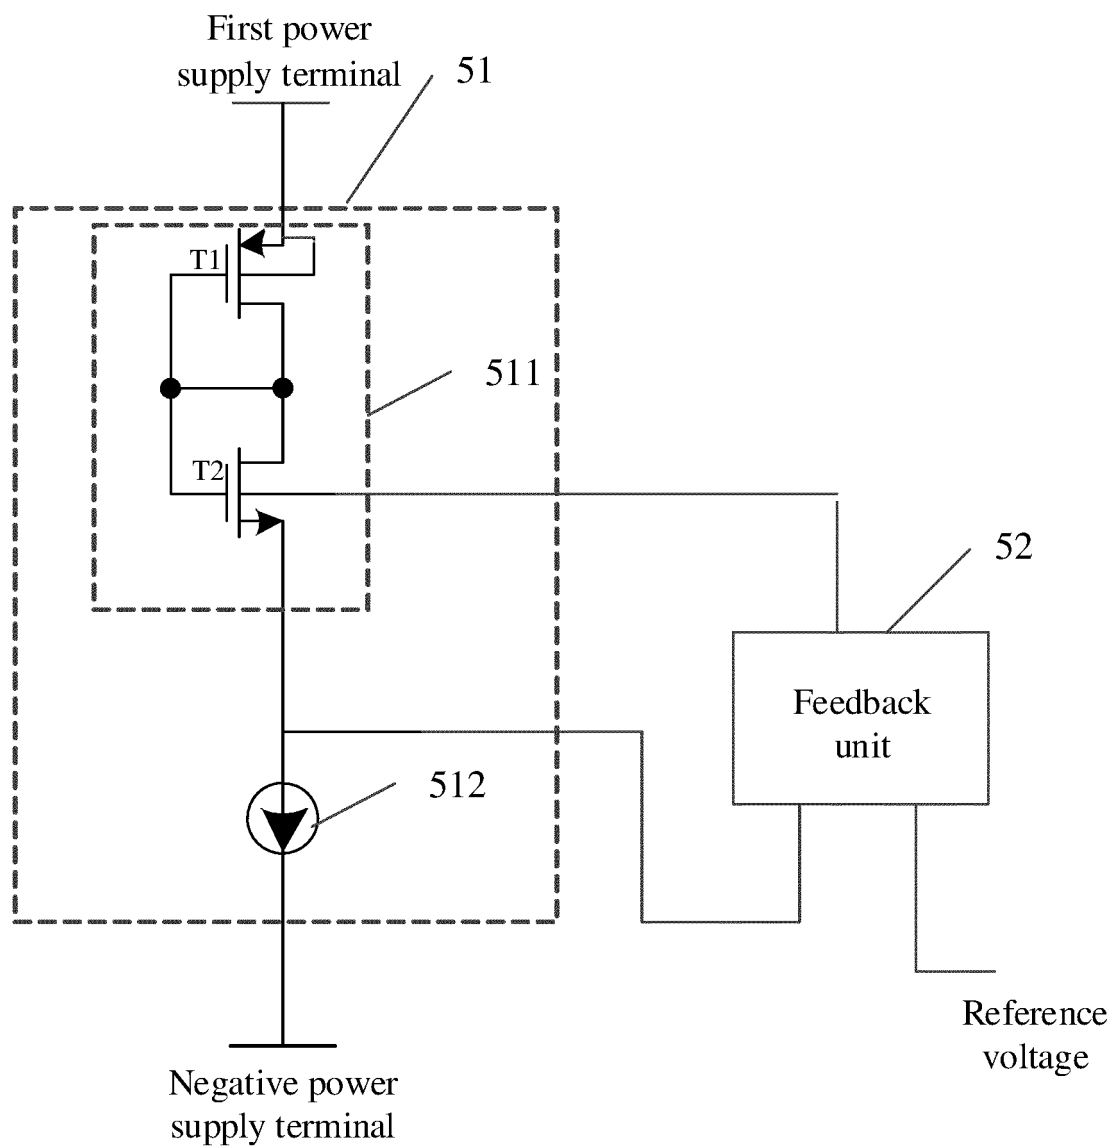 First power
supply terminal
51
T1
511
T2
52
Feedback
unit
512
Reference
voltage
Negative power
supply terminal